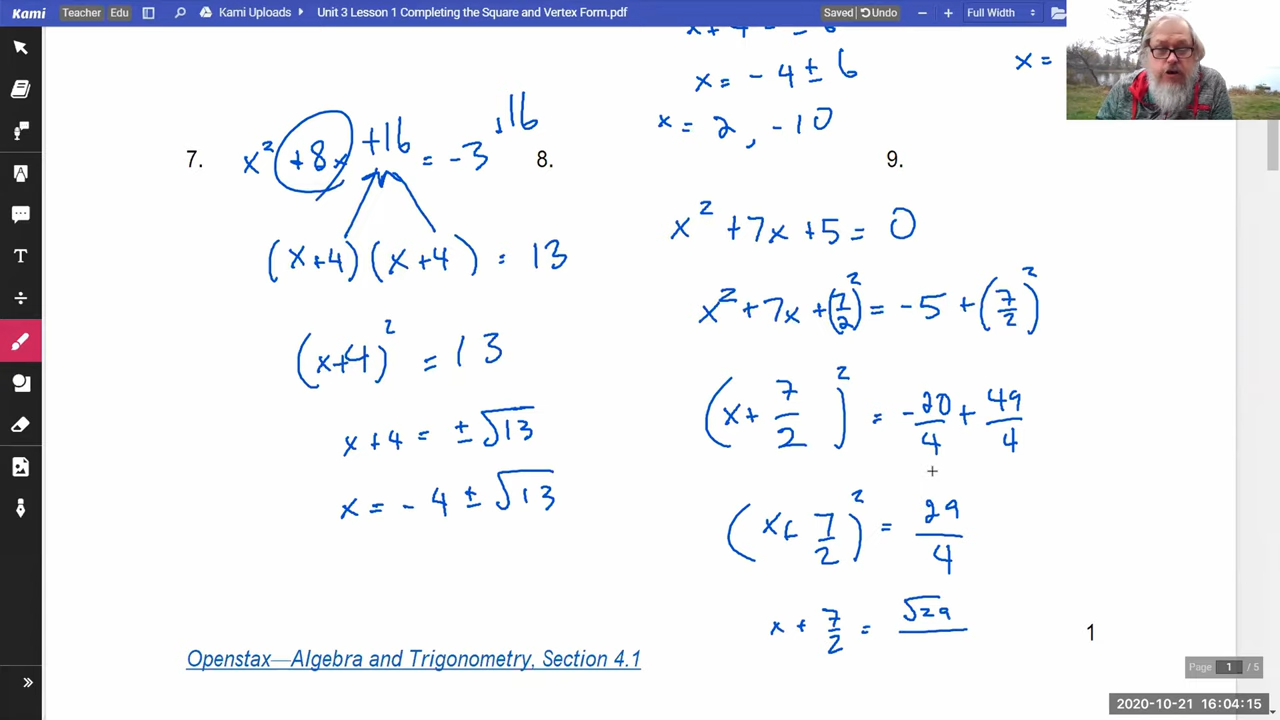 Kami Teacher Edu Kami Uploads Unit 3 Lesson 1 Completing the Square and Vertex Form.pdf Saved Undo Full Width
x = -4 ± 6
x =
x = 2, -10
7. x² +8x +16 = -3 +16
8.
9.
(x+4)(x+4) = 13
(x+4)² = 13
x+4 = ±√13
x = -4 ± √13
x² +7x +5 = 0
x² +7x + (7/2)² = -5 + (7/2)²
(x + 7/2)² = -20/4 + 49/4
(x + 7/2)² = 29/4
x + 7/2 = √29
1
Openstax—Algebra and Trigonometry, Section 4.1
Page 1 / 5
2020-10-21 16:04:15